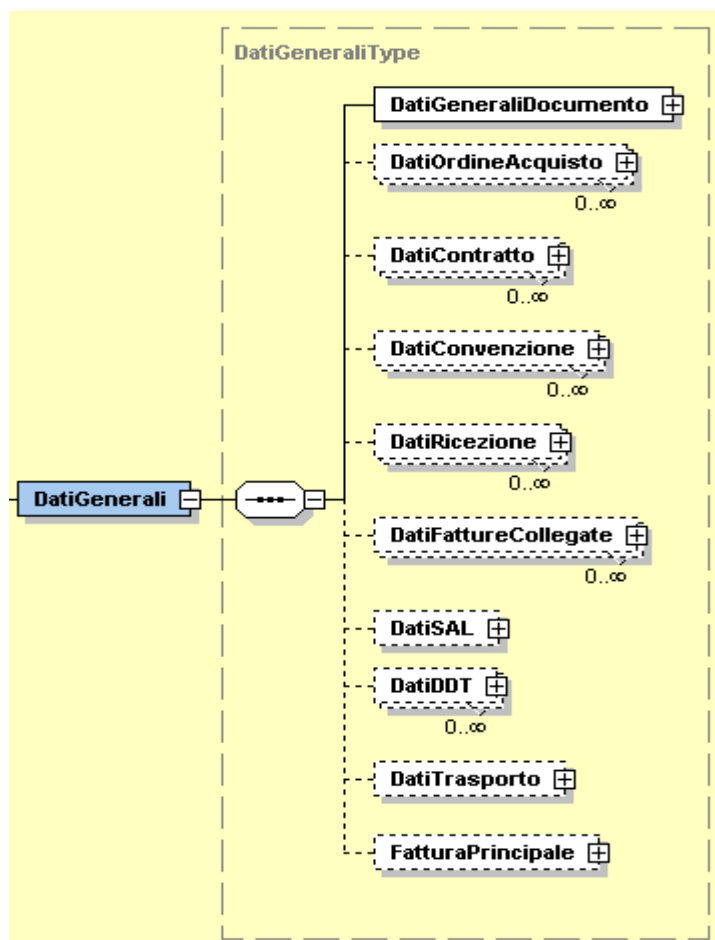 DatiGeneraliType
DatiGeneraliDocumento
DatiOrdineAcquisto
0..∞
DatiContratto
0..∞
DatiConvenzione
0..∞
DatiRicezione
0..∞
DatiGenerali
DatiFattureCollegate
0..∞
DatiSAL
DatiDDT
0..∞
DatiTrasporto
FatturaPrincipale